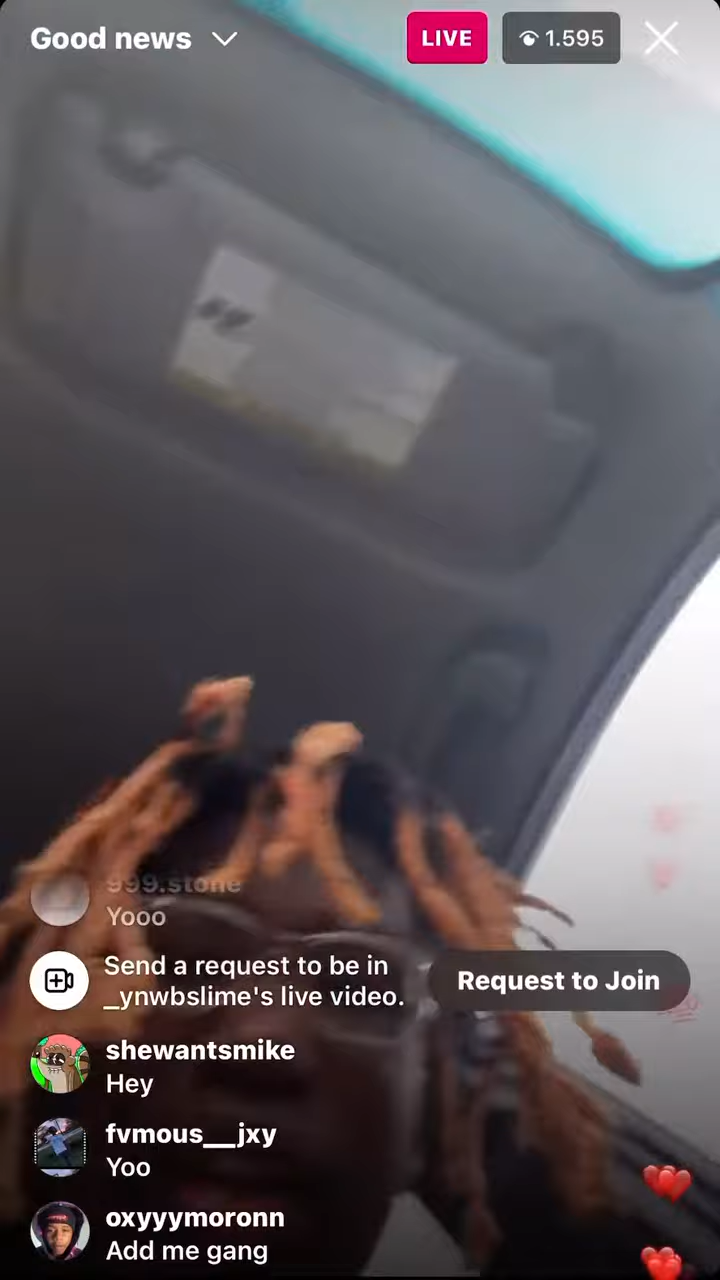 Good news
LIVE
1.595
999.stone
Yooo
Send a request to be in
_ynwbslime's live video.
Request to Join
shewantsmike
Hey
fvmous__jxy
Yoo
oxyyymoronn
Add me gang